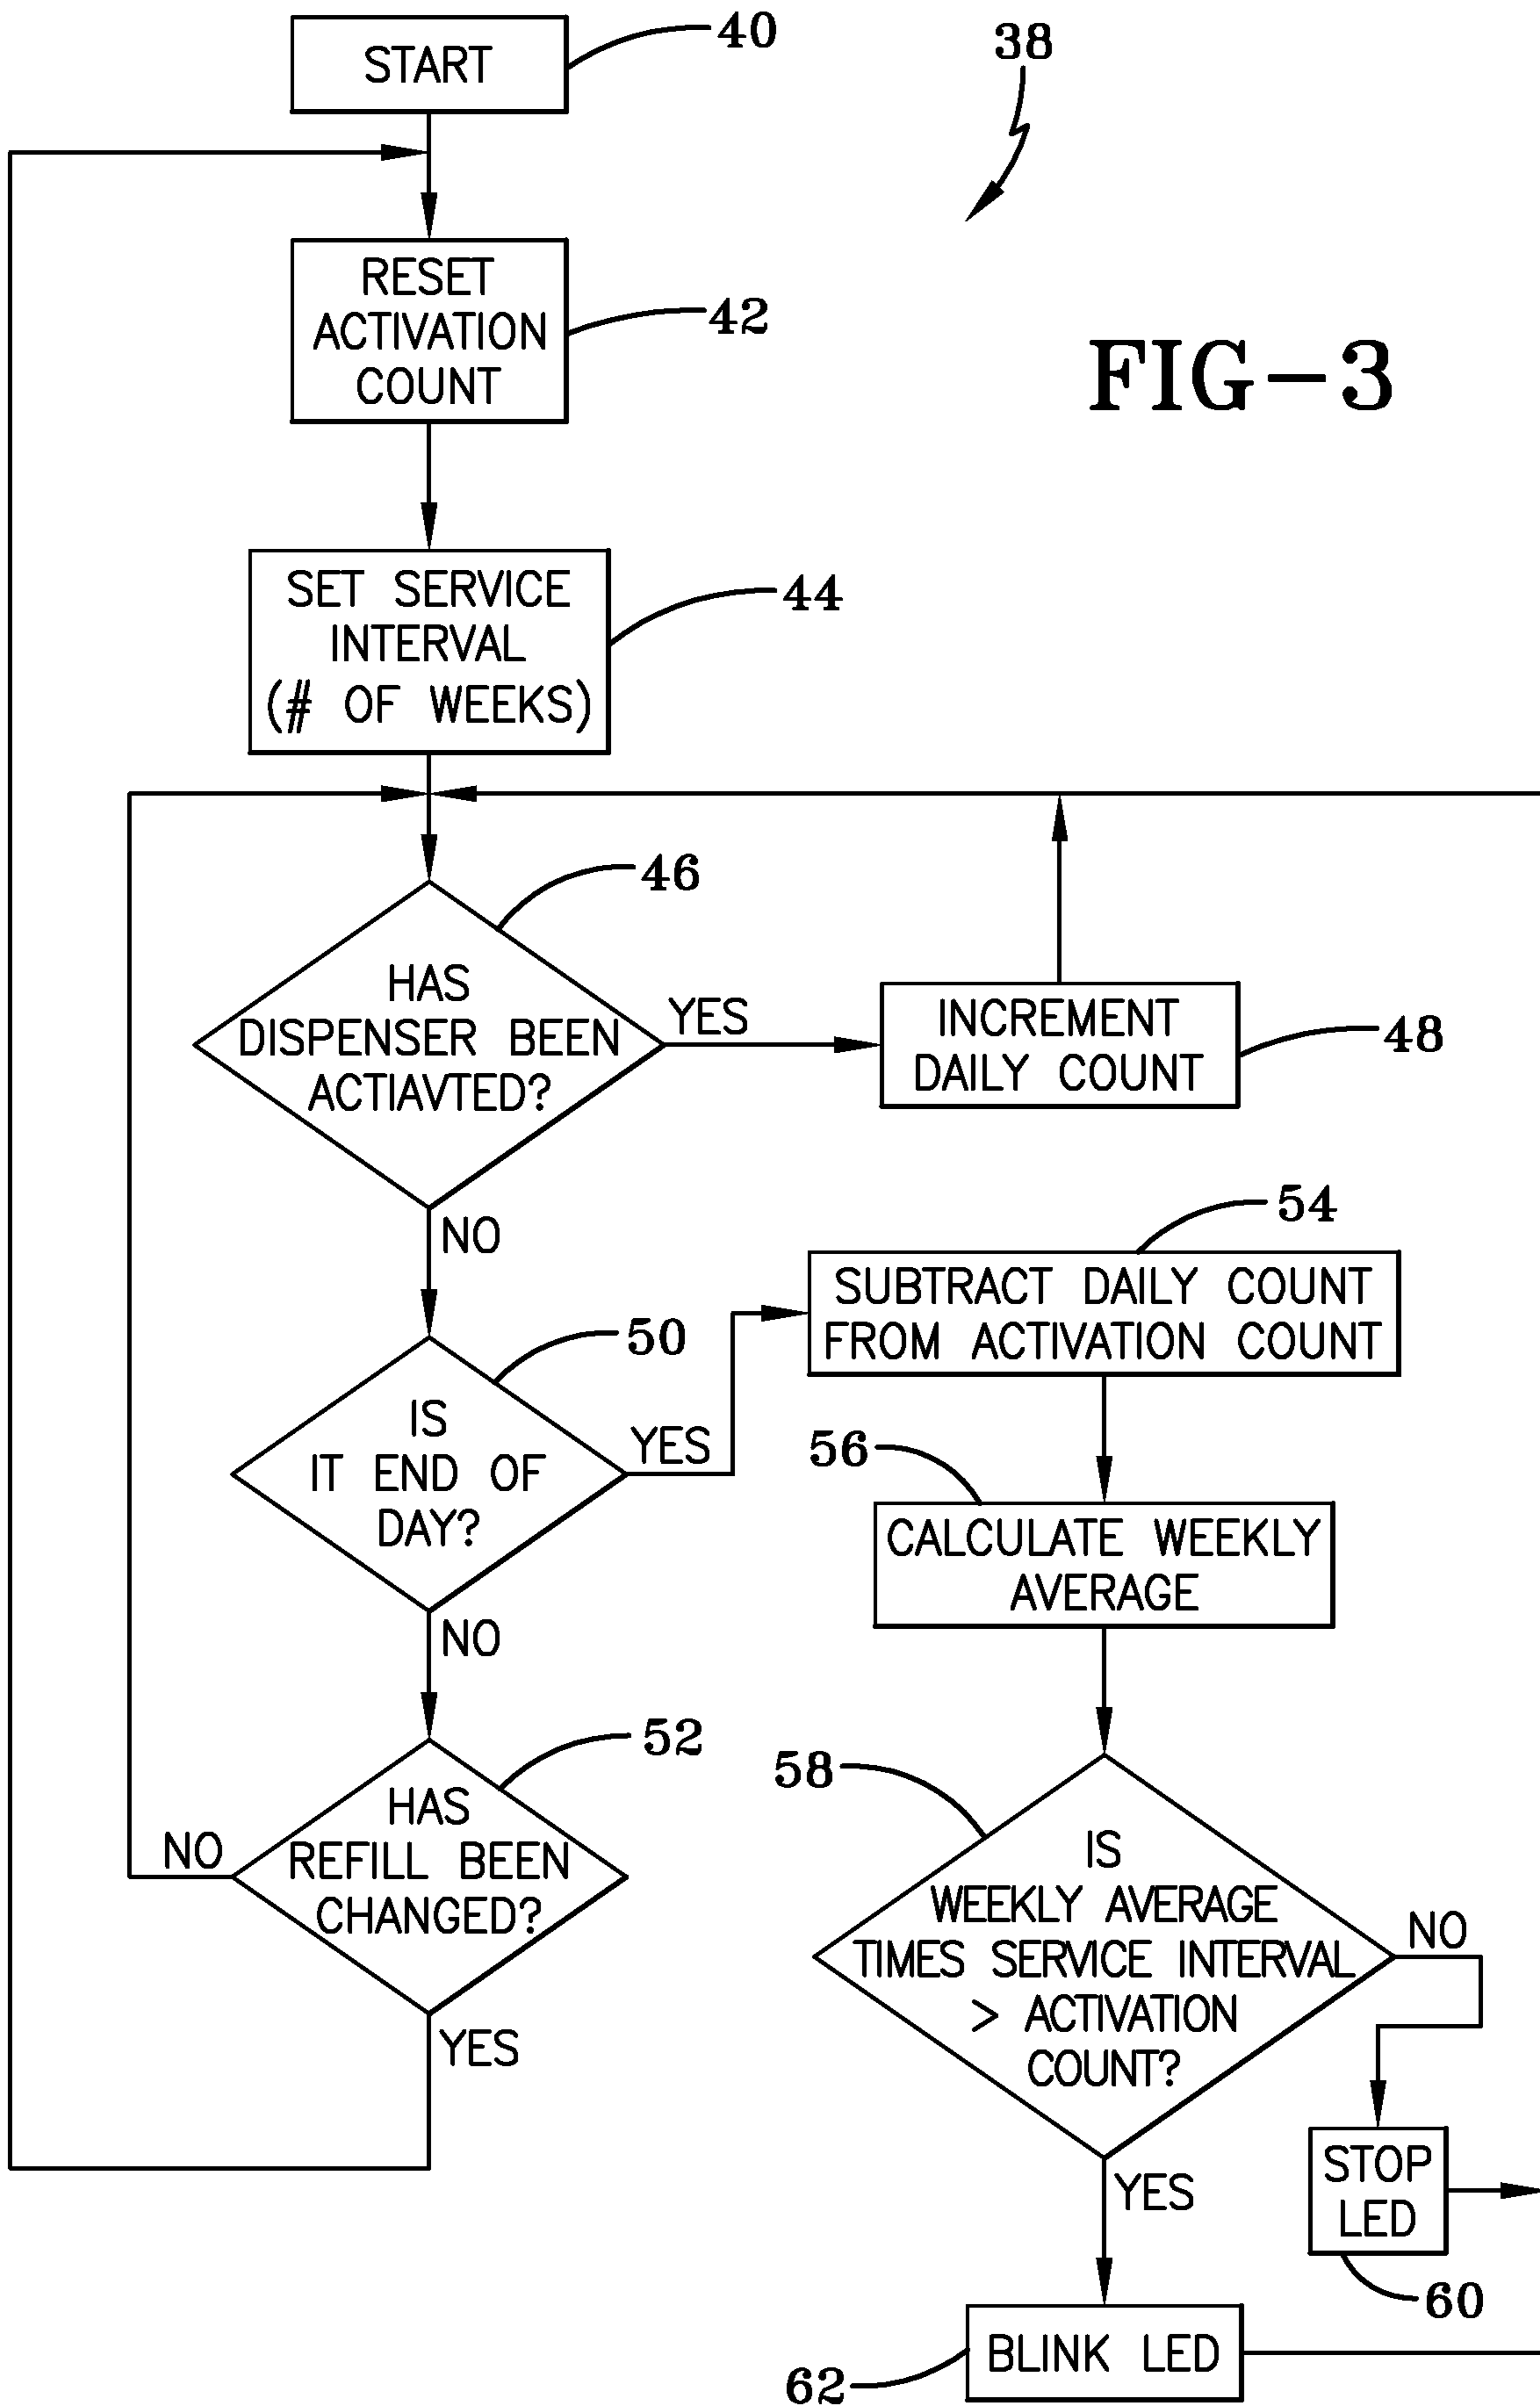 START
40
38
RESET
ACTIVATION
COUNT
42
FIG-3
SET SERVICE
INTERVAL
(# OF WEEKS)
44
46
HAS
DISPENSER BEEN
ACTIAVTED?
YES
INCREMENT
DAILY COUNT
48
NO
54
SUBTRACT DAILY COUNT
FROM ACTIVATION COUNT
50
IS
IT END OF
DAY?
YES
56
CALCULATE WEEKLY
AVERAGE
NO
52
HAS
REFILL BEEN
CHANGED?
NO
YES
58
IS
WEEKLY AVERAGE
TIMES SERVICE INTERVAL
> ACTIVATION
COUNT?
NO
YES
STOP
LED
60
BLINK LED
62